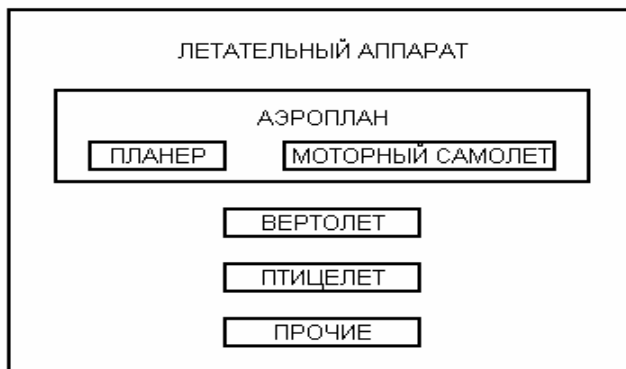 ЛЕТАТЕЛЬНЫЙ АППАРАТ
АЭРОПЛАН
ПЛАНЕР МОТОРНЫЙ САМОЛЕТ
ВЕРТОЛЕТ
ПТИЦЕЛЕТ
ПРОЧИЕ